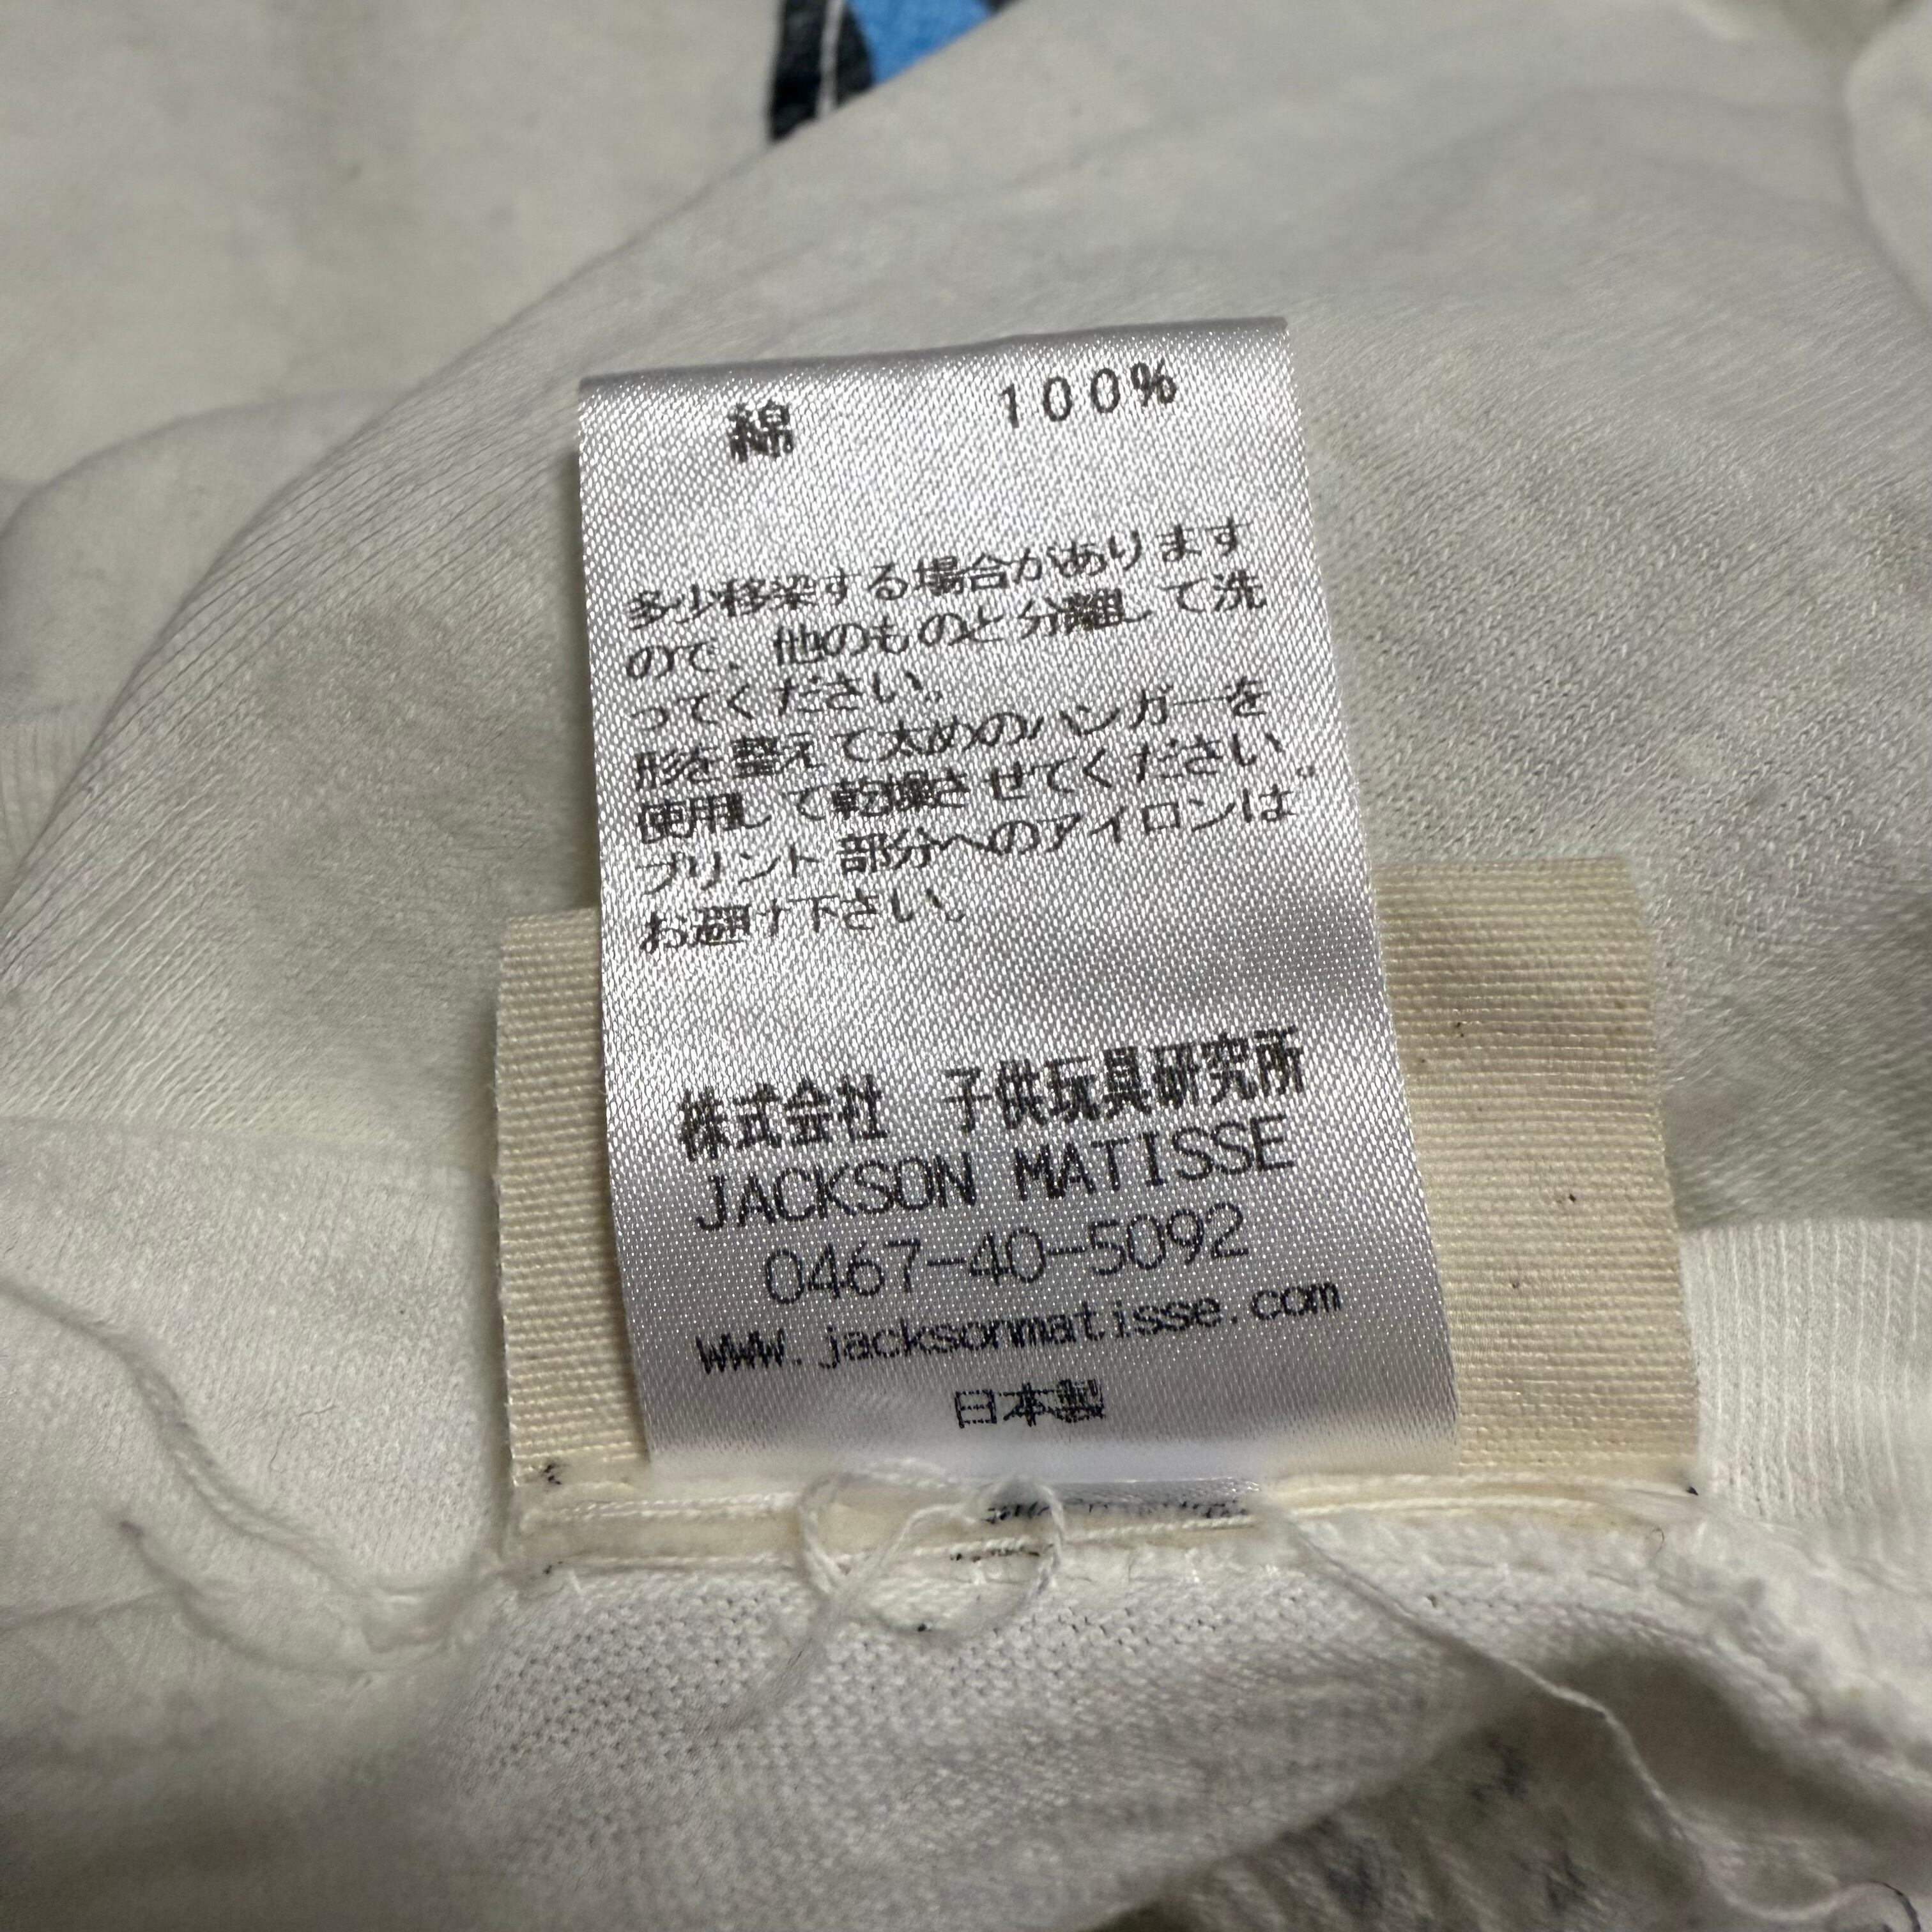 綿 100%
多少移染する場合があります
ので、他のものと分離して洗
ってください。
形を整えて太めのハンガーを
使用して乾燥させてください。
プリント部分へのアイロンは
お避け下さい。
株式会社 子供玩具研究所
JACKSON MATISSE
0467-40-5092
www.jacksonmatisse.com
日本製